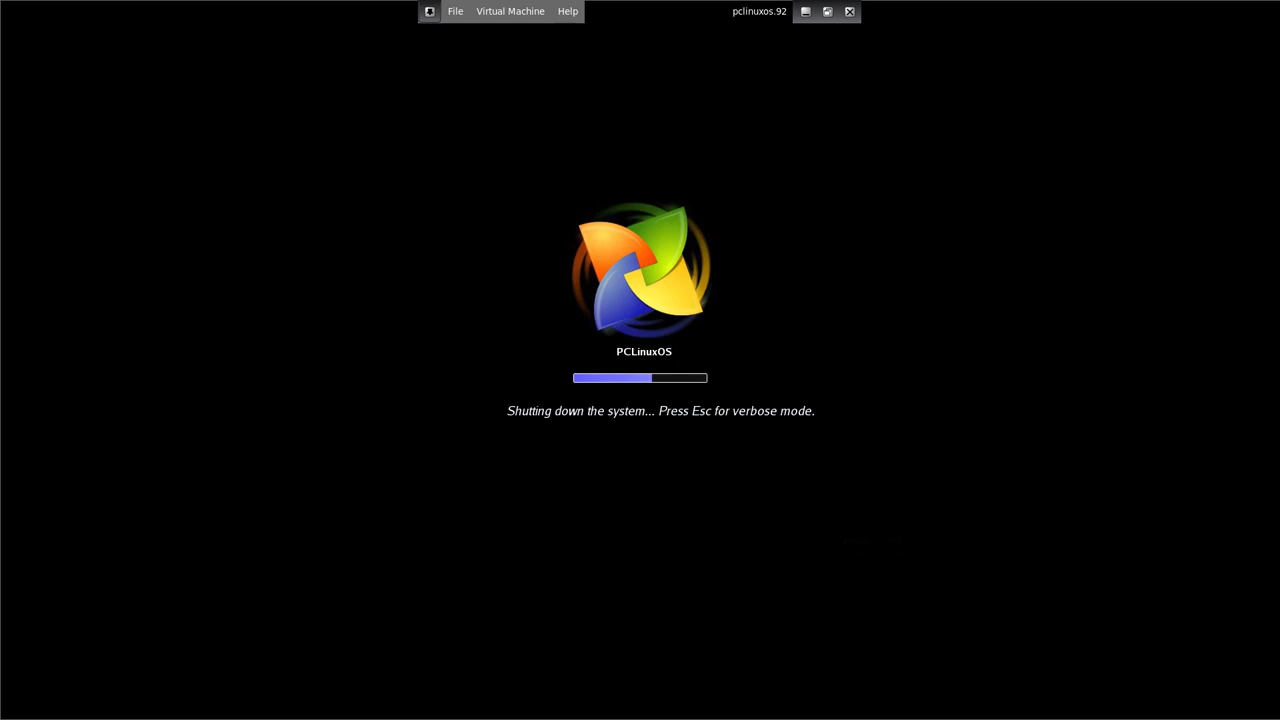 File Virtual Machine Help pclinuxos.92
PCLinuxOS
Shutting down the system... Press Esc for verbose mode.